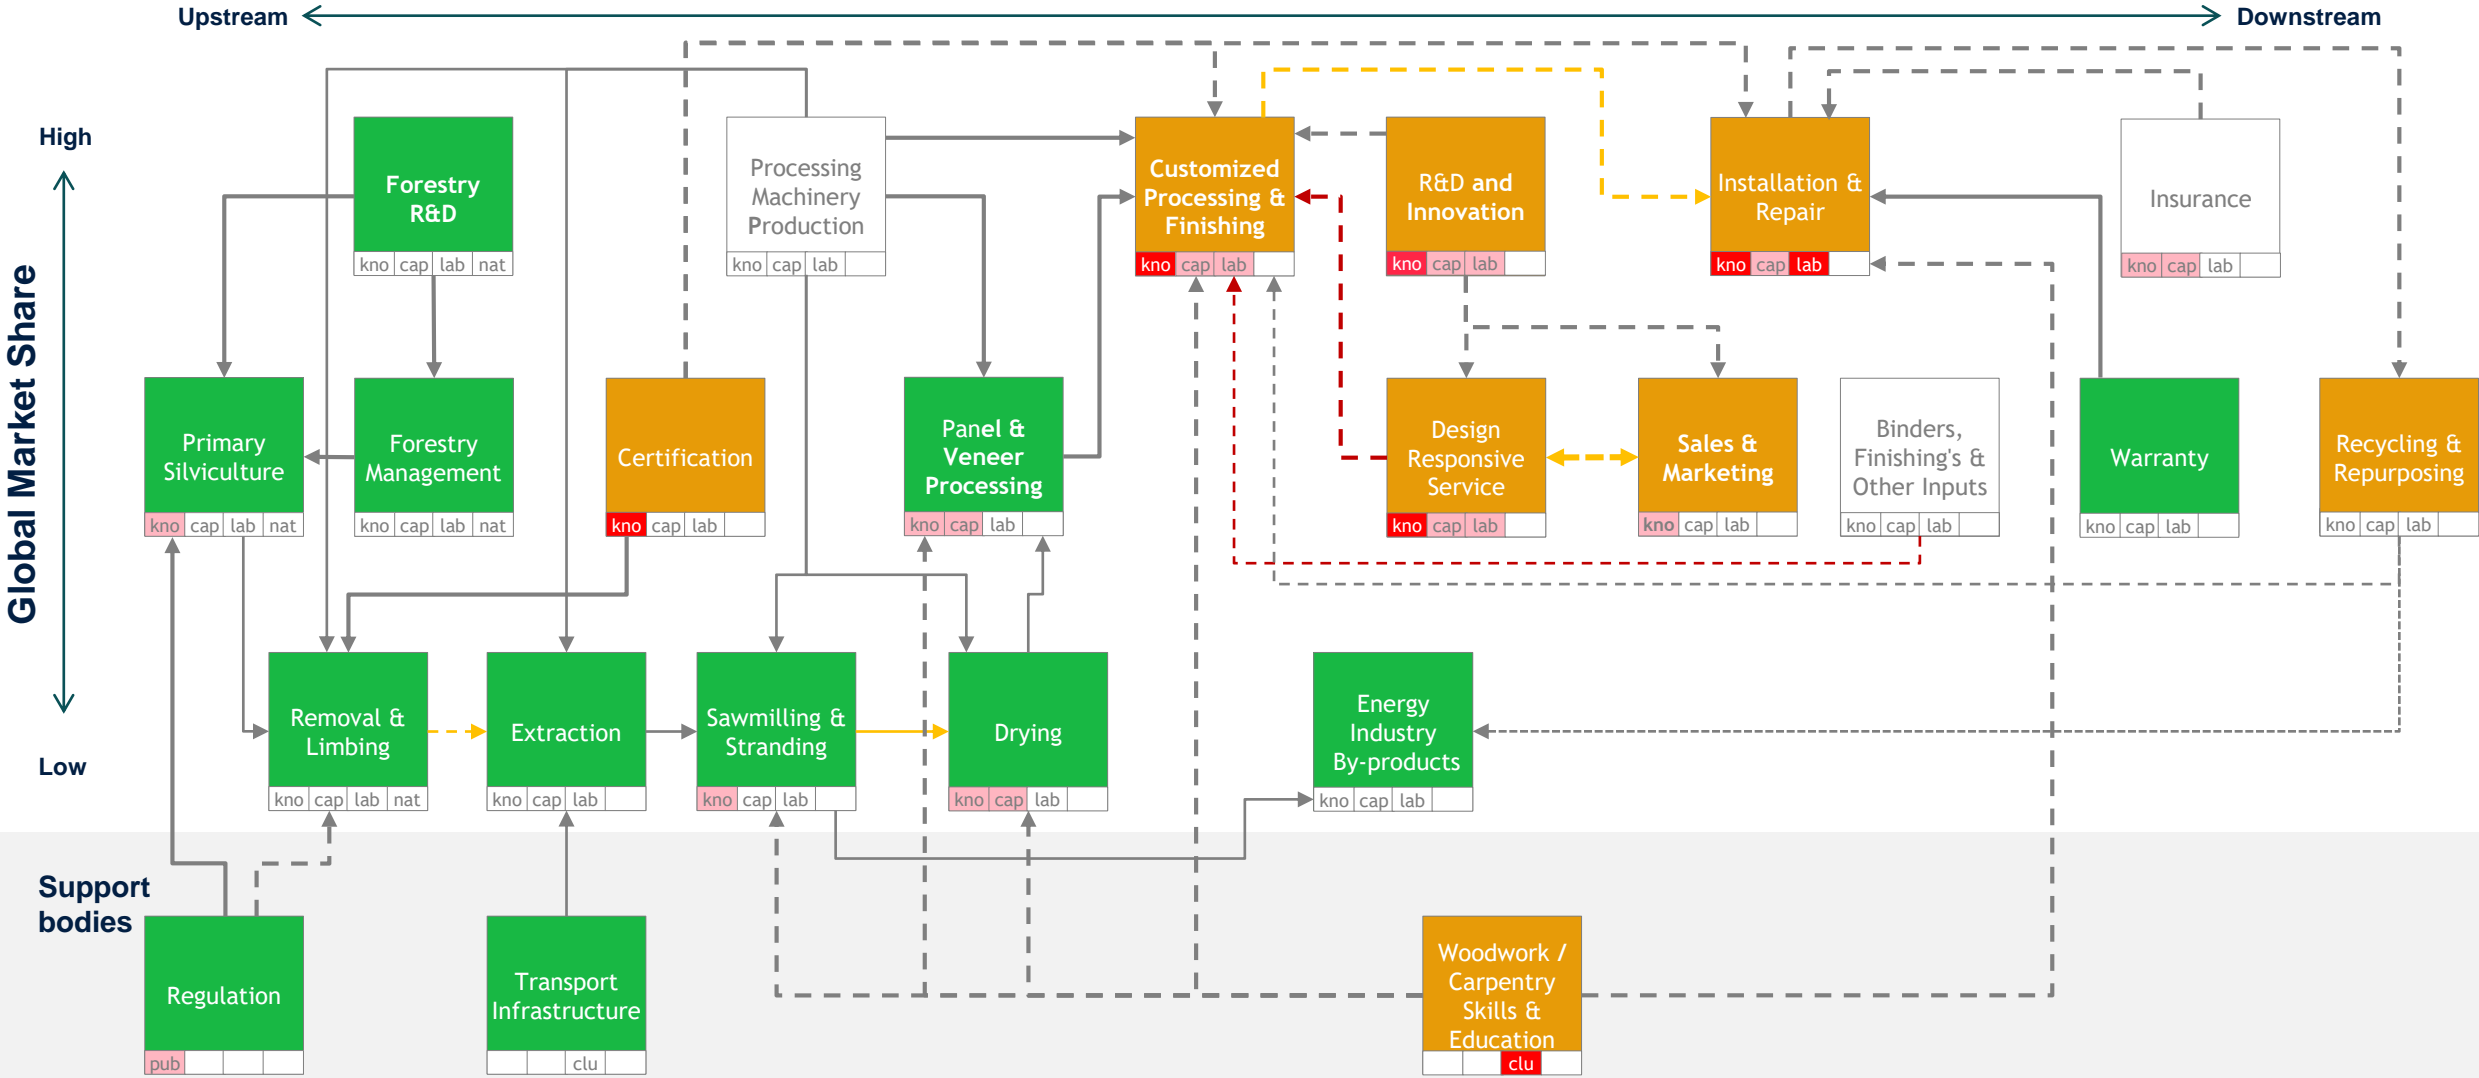 Upstream
Downstream
High
Global Market Share
Low
Forestry
R&D
kno cap lab nat
Processing
Machinery
Production
kno cap lab
Customized
Processing &
Finishing
kno cap lab
R&D and
Innovation
kno cap lab
Installation &
Repair
kno cap lab
Insurance
kno cap lab
Primary
Silviculture
kno cap lab nat
Forestry
Management
kno cap lab nat
Certification
kno cap lab
Panel &
Veneer
Processing
kno cap lab
Design
Responsive
Service
kno cap lab
Sales &
Marketing
kno cap lab
Binders,
Finishing's &
Other Inputs
kno cap lab
Warranty
kno cap lab
Recycling &
Repurposing
kno cap lab
Removal &
Limbing
kno cap lab nat
Extraction
kno cap lab
Sawmilling &
Stranding
kno cap lab
Drying
kno cap lab
Energy
Industry
By-products
kno cap lab
Support
bodies
Regulation
pub
Transport
Infrastructure
clu
Woodwork /
Carpentry
Skills &
Education
clu